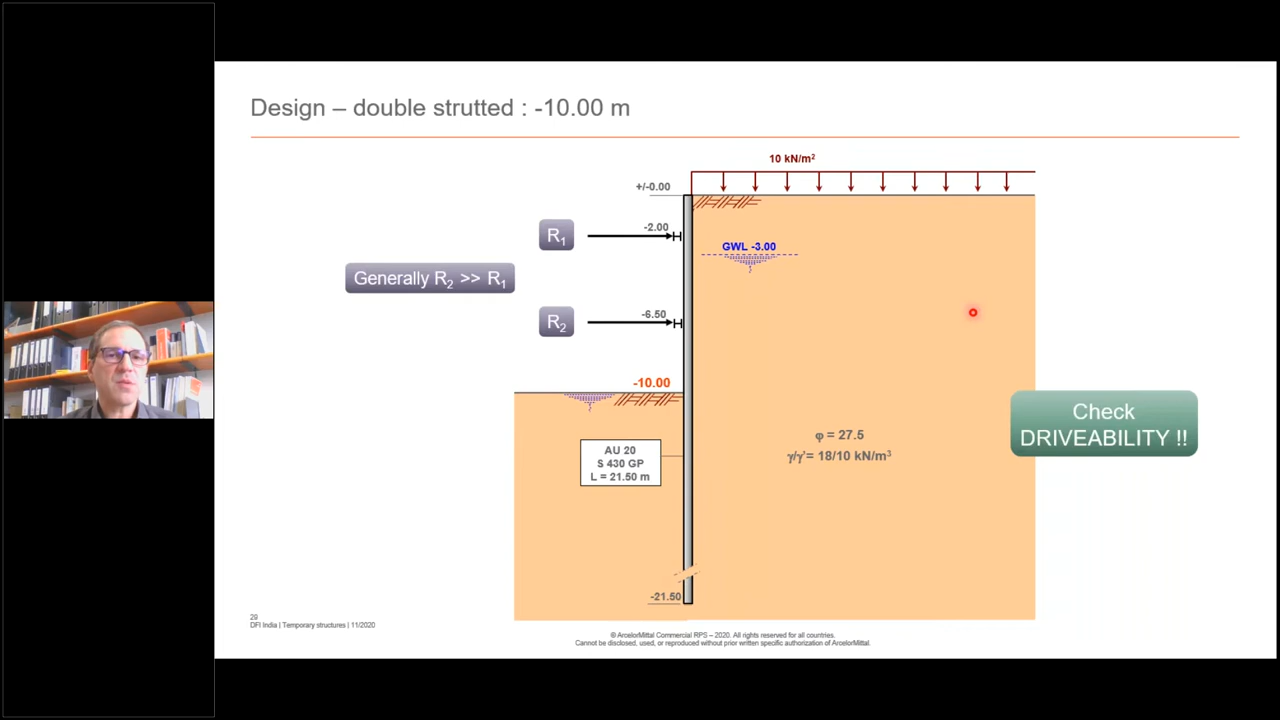 Design – double strutted : -10.00 m
10 kN/m²
+/-0.00
R₁
-2.00
GWL -3.00
Generally R₂ >> R₁
R₂
-6.50
-10.00
Check
DRIVEABILITY !!
φ = 27.5
γ/γ'= 18/10 kN/m³
AU 20
S 430 GP
L = 21.50 m
-21.50
20
DFI India | Temporary structures | 11/2020
© ArcelorMittal Commercial RPS – 2020. All rights reserved for all countries.
Cannot be disclosed, used, or reproduced without prior written specific authorization of ArcelorMittal.